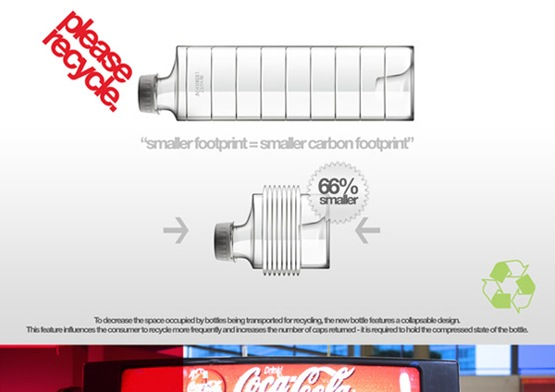 please
recycle.
"smaller footprint = smaller carbon footprint"
66%
smaller
To decrease the space occupied by bottles being transported for recycling, the new bottle features a collapsable design.
This feature influences the consumer to recycle more frequently and increases the number of caps returned - it is required to hold the compressed state of the bottle.
Drink
Coca-Cola